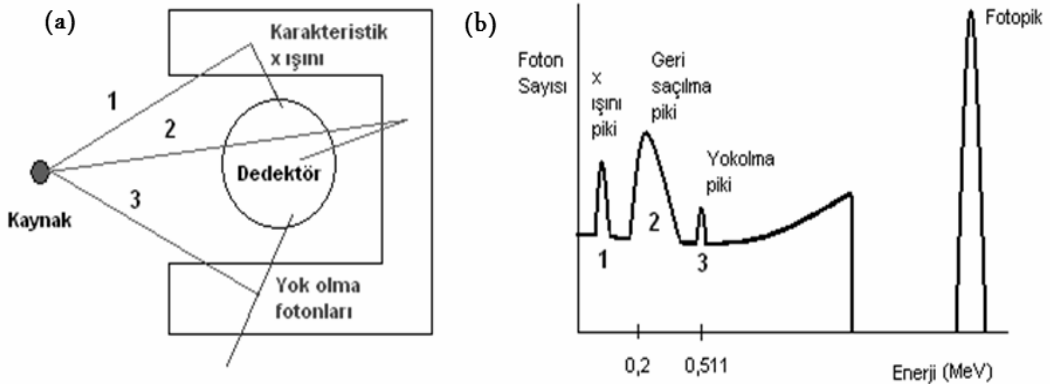 (a)
Karakteristik
x ışını
1
2
3
Dedektör
Kaynak
Yok olma
fotonları
(b)
Foton
Sayısı
x
ışını
piki
Geri
saçılma
piki
Yokolma
piki
Fotopik
1
2
3
0,2
0,511
Enerji (MeV)